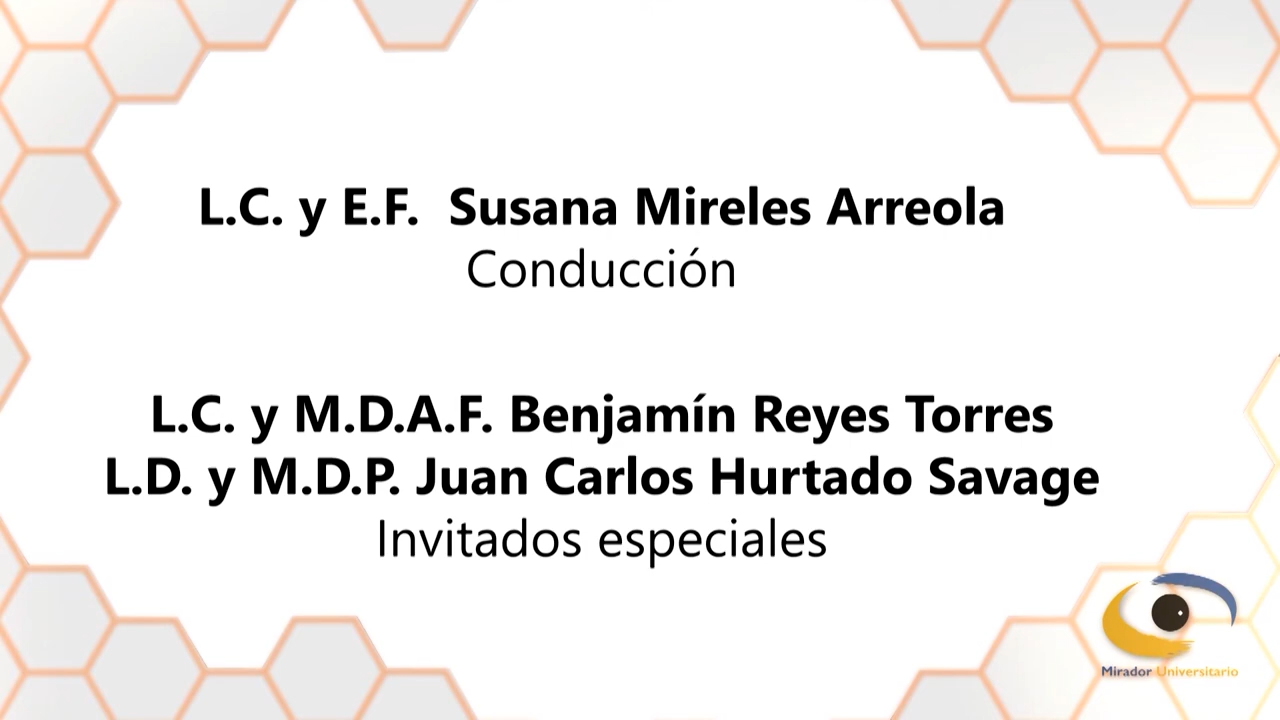 L.C. y E.F. Susana Mireles Arreola
Conducción
L.C. y M.D.A.F. Benjamín Reyes Torres
L.D. y M.D.P. Juan Carlos Hurtado Savage
Invitados especiales
Mirador Universitario